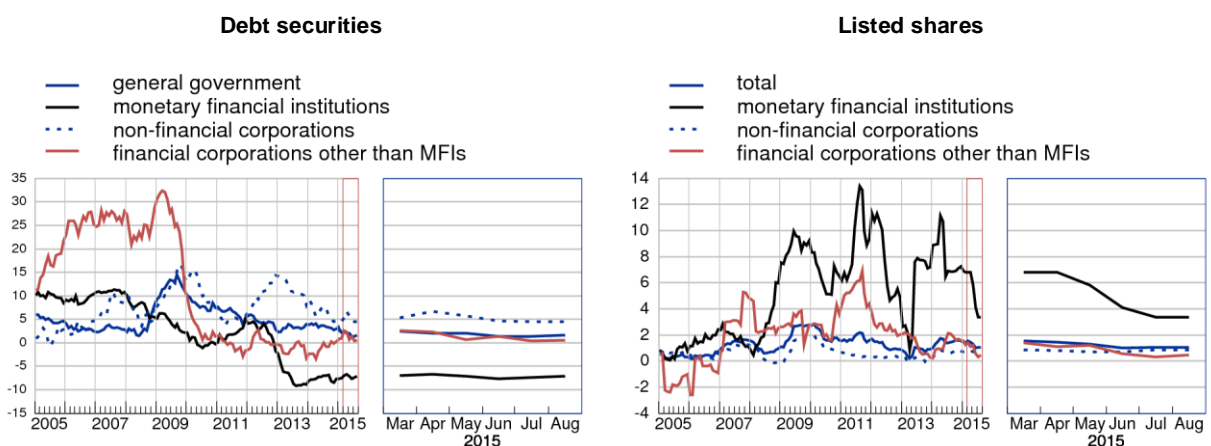 Debt securities
general government
monetary financial institutions
non-financial corporations
financial corporations other than MFIs
35
30
25
20
15
10
5
0
-5
-10
-15
2005 2007 2009 2011 2013 2015
Mar Apr May Jun Jul Aug
2015
Listed shares
total
monetary financial institutions
non-financial corporations
financial corporations other than MFIs
14
12
10
8
6
4
2
0
-2
-4
2005 2007 2009 2011 2013 2015
Mar Apr May Jun Jul Aug
2015